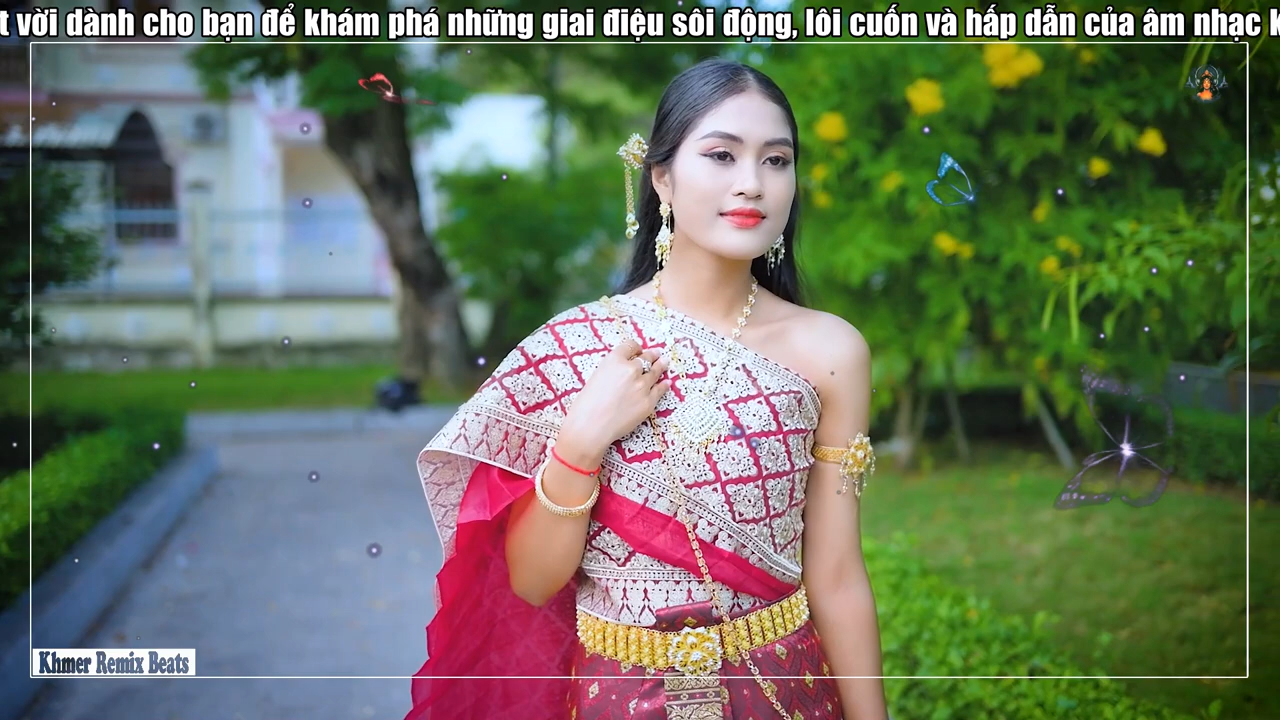 t vời dành cho bạn để khám phá những giai điệu sôi động, lôi cuốn và hấp dẫn của âm nhạc K
Khmer Remix Beats